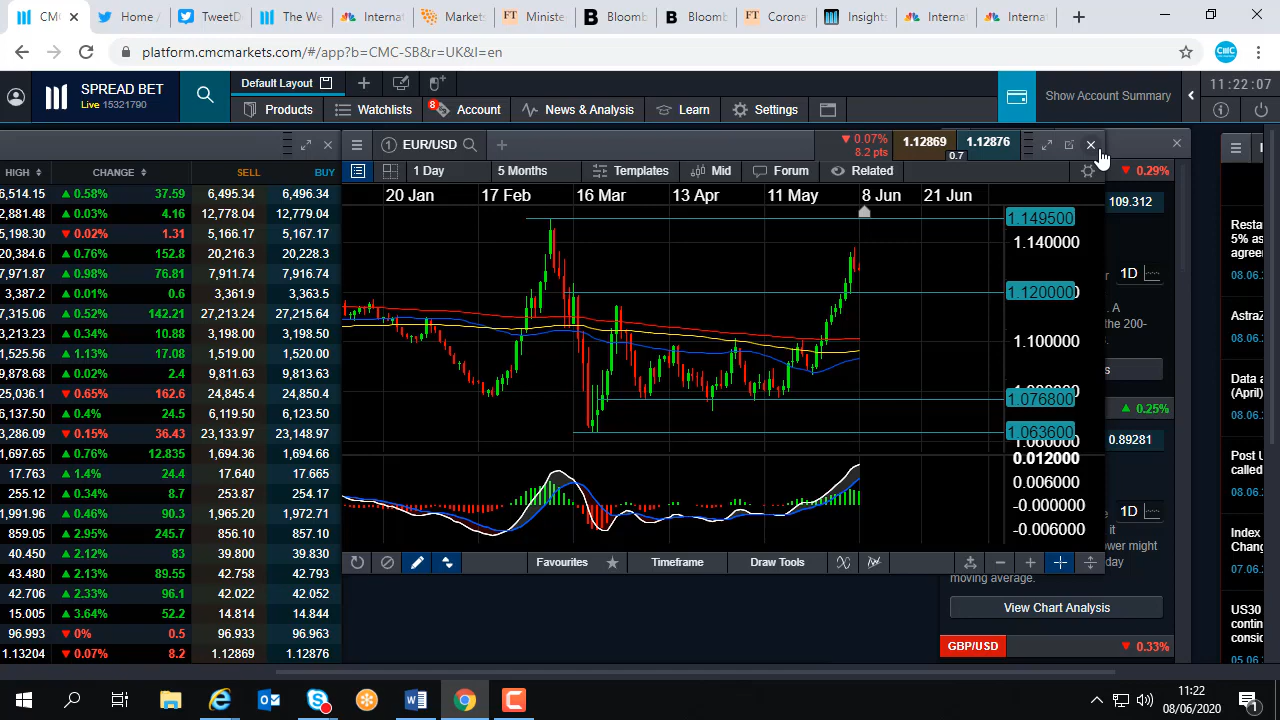 CMC
Home /
TweetD
The We
Internat
Markets
Ministe
Bloomb
Bloomb
Corona
Insights
Internat
Internat
platform.cmcmarkets.com/#/app?b=CMC-SB&r=UK&l=en
CMC
SPREAD BET
Live 15321790
Default Layout
Products
Watchlists
8
Account
News & Analysis
Learn
Settings
Show Account Summary
11:22:07
HIGH CHANGE SELL BUY
6,514.15 0.58% 37.59 6,495.34 6,496.34
2,881.48 0.03% 4.16 12,778.04 12,779.04
5,198.30 0.02% 1.31 5,166.17 5,167.17
20,384.6 0.76% 152.8 20,216.3 20,228.3
7,971.87 0.98% 76.81 7,911.74 7,916.74
3,387.2 0.01% 0.6 3,361.9 3,363.5
7,315.06 0.52% 142.21 27,213.24 27,215.64
3,213.23 0.34% 10.88 3,198.00 3,198.50
1,525.56 1.13% 17.08 1,519.00 1,520.00
9,878.68 0.02% 2.4 9,811.63 9,813.63
25,036.1 0.65% 162.6 24,845.4 24,850.4
6,137.50 0.4% 24.5 6,119.50 6,123.50
3,286.09 0.15% 36.43 23,133.97 23,148.97
1,697.65 0.76% 12.835 1,694.36 1,694.66
17.763 1.4% 24.4 17.640 17.665
255.12 0.34% 8.7 253.87 254.17
1,991.96 0.46% 90.3 1,965.20 1,972.71
859.05 2.95% 245.7 856.10 857.10
40.450 2.12% 83 39.800 39.830
43.480 2.13% 89.55 42.758 42.793
42.706 2.33% 96.1 42.022 42.052
15.005 3.64% 52.2 14.814 14.844
96.993 0% 0.5 96.933 96.963
1.13204 0.07% 8.2 1.12869 1.12876
1 EUR/USD
0.07%
8.2 pts
1.12869
0.7
1.12876
1 Day
5 Months
Templates
Mid
Forum
Related
20 Jan 17 Feb 16 Mar 13 Apr 11 May 8 Jun 21 Jun
1.149500
1.140000
1.120000
1.100000
1.076800
1.063600
0.012000
0.006000
-0.000000
-0.006000
Favourites
Timeframe
Draw Tools
0.29%
109.312
1D
. A
the 200-
s
0.25%
0.89281
1D
it
ower might
day
moving average.
View Chart Analysis
GBP/USD 0.33%
Resta
5% as
agree
08.06.
AstraZ
08.06.
Data a
(April)
08.06.
Post U
called
08.06.
Index
Chang
08.06.
US30
contin
consic
05.06.
11:22
08/06/2020
1